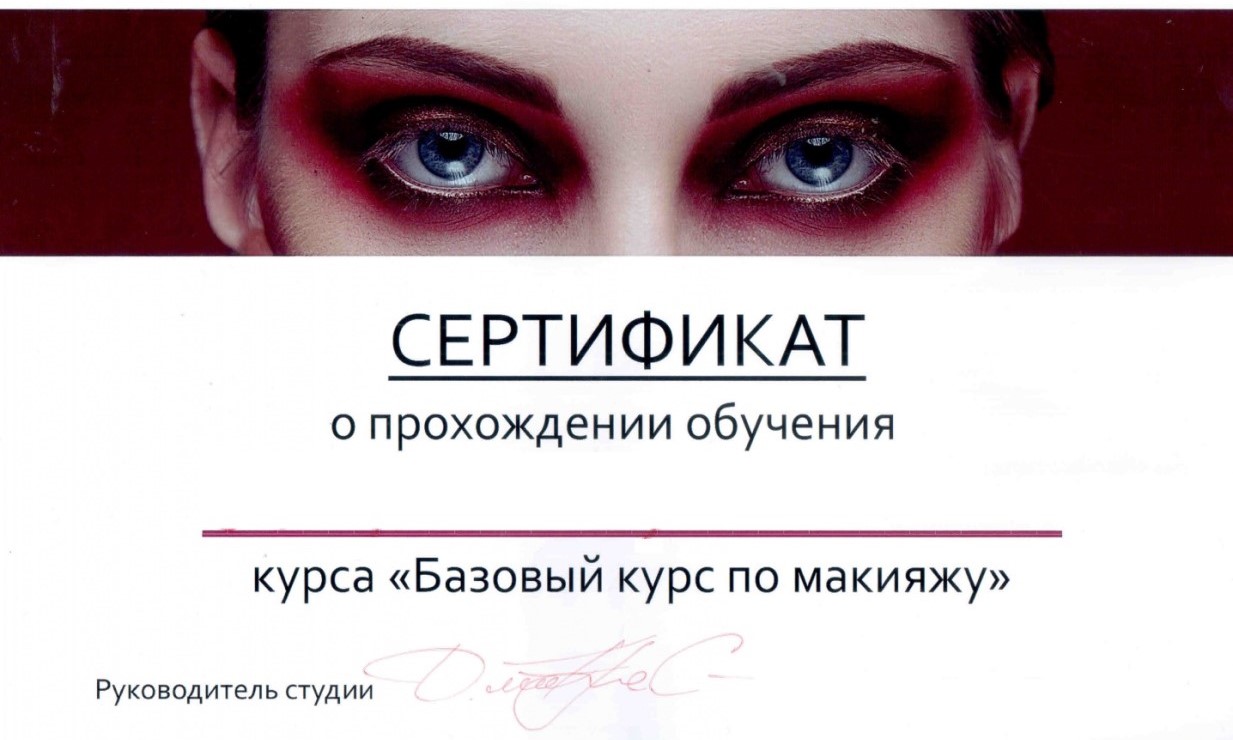 СЕРТИФИКАТ
о прохождении обучения
курса «Базовый курс по макияжу»
Руководитель студии